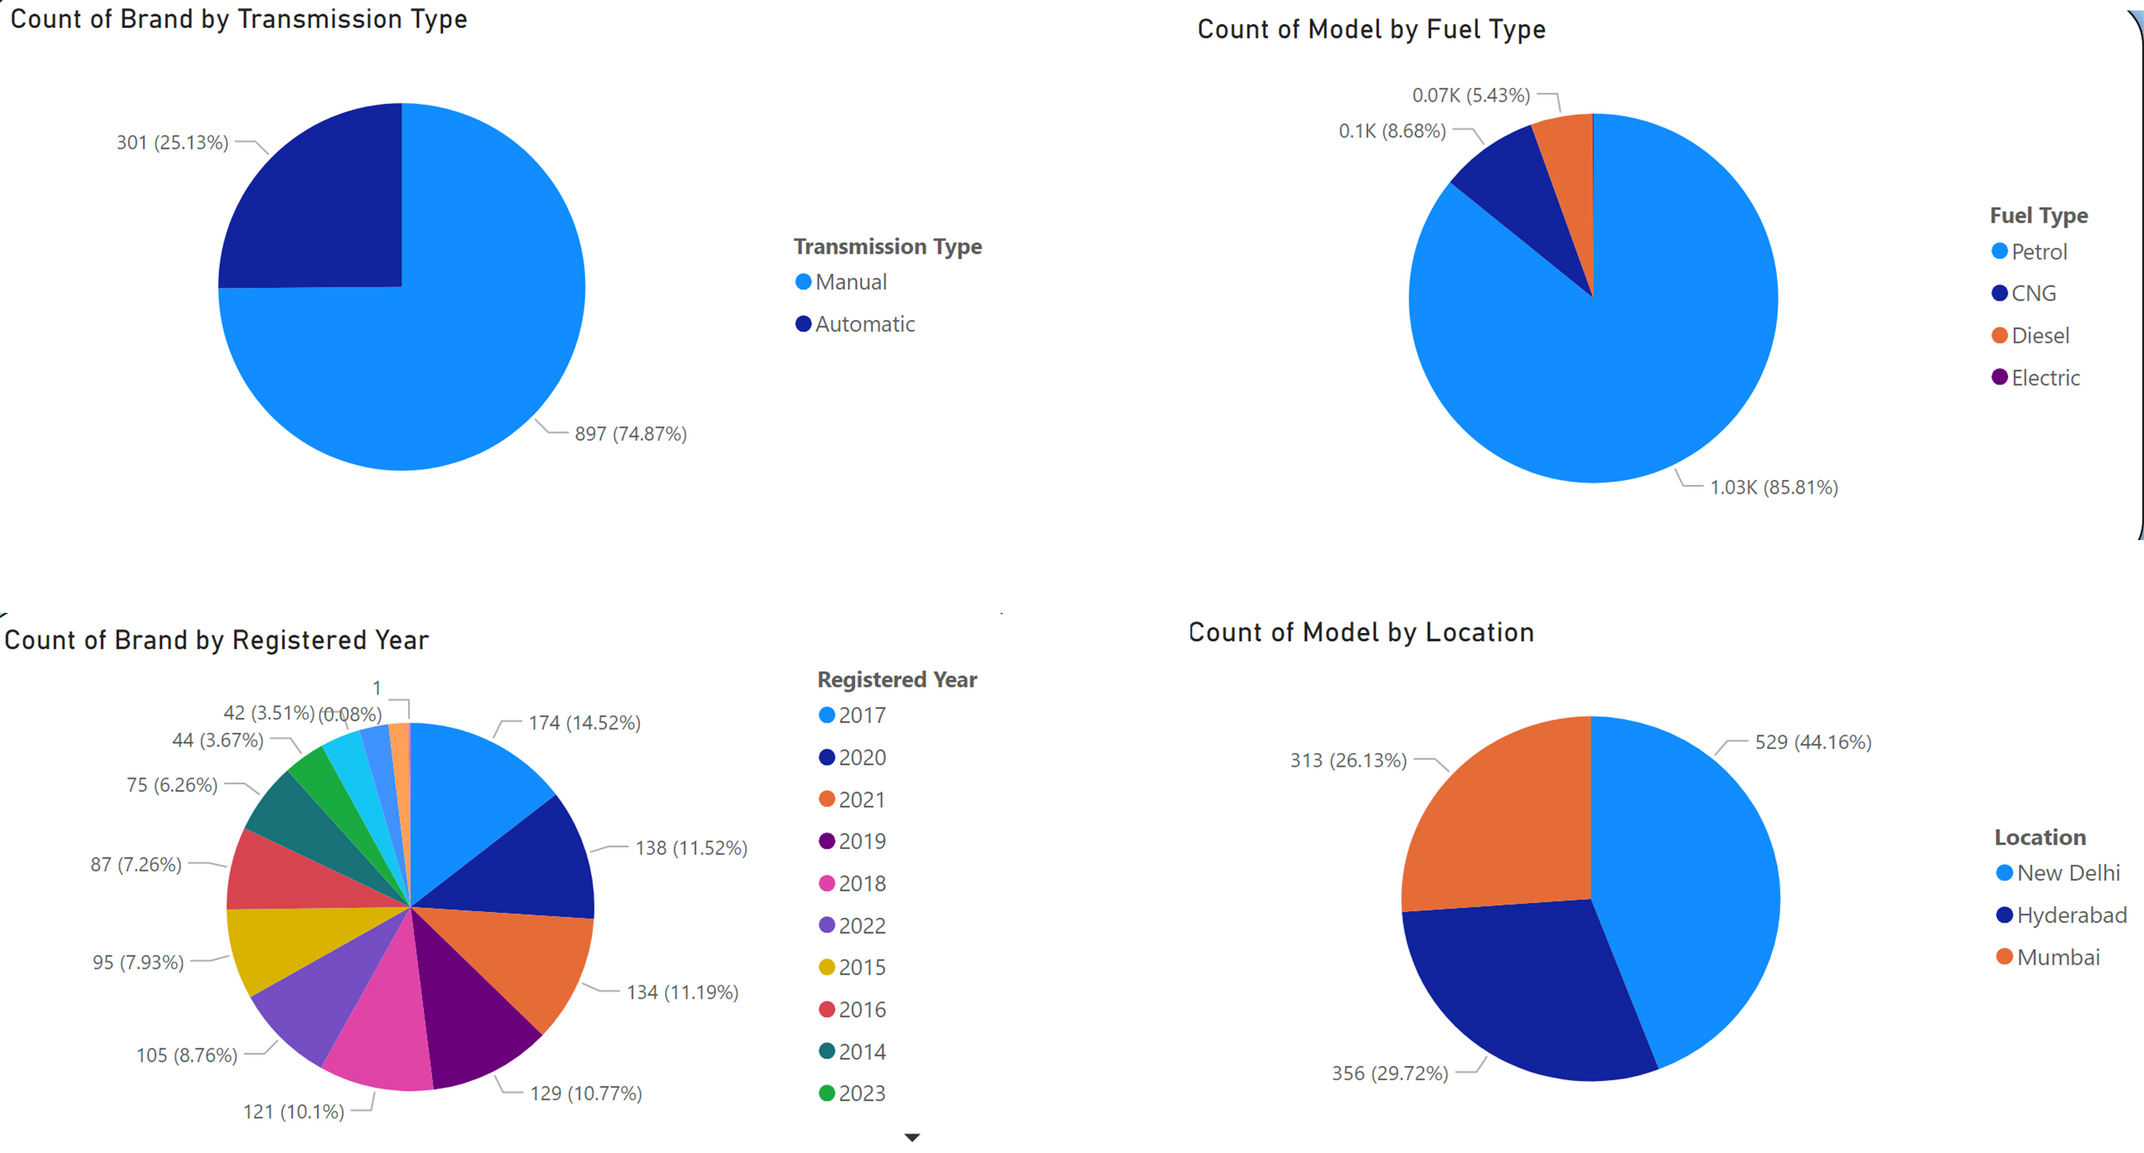 Count of Brand by Transmission Type
301 (25.13%)
897 (74.87%)
Transmission Type
Manual
Automatic
Count of Model by Fuel Type
0.07K (5.43%)
0.1K (8.68%)
1.03K (85.81%)
Fuel Type
Petrol
CNG
Diesel
Electric
Count of Brand by Registered Year
1
(0.08%)
42 (3.51%)
44 (3.67%)
75 (6.26%)
87 (7.26%)
95 (7.93%)
105 (8.76%)
121 (10.1%)
129 (10.77%)
134 (11.19%)
138 (11.52%)
174 (14.52%)
Registered Year
2017
2020
2021
2019
2018
2022
2015
2016
2014
2023
Count of Model by Location
313 (26.13%)
529 (44.16%)
356 (29.72%)
Location
New Delhi
Hyderabad
Mumbai